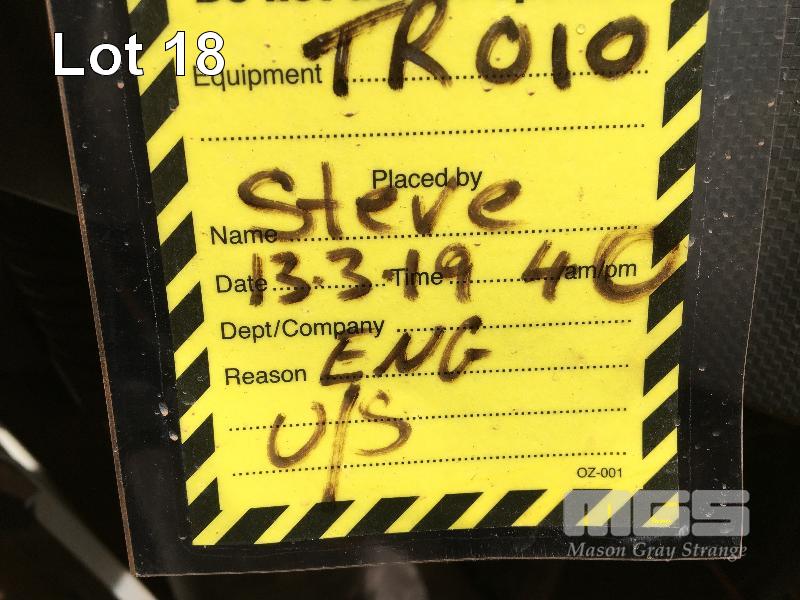 Lot 18
Equipment TR010
Placed by
Name Steve
Date 13.3.19 Time 4 am/pm
Dept/Company
Reason ENG
U/S
OZ-001
MGS
Mason Gray Strange